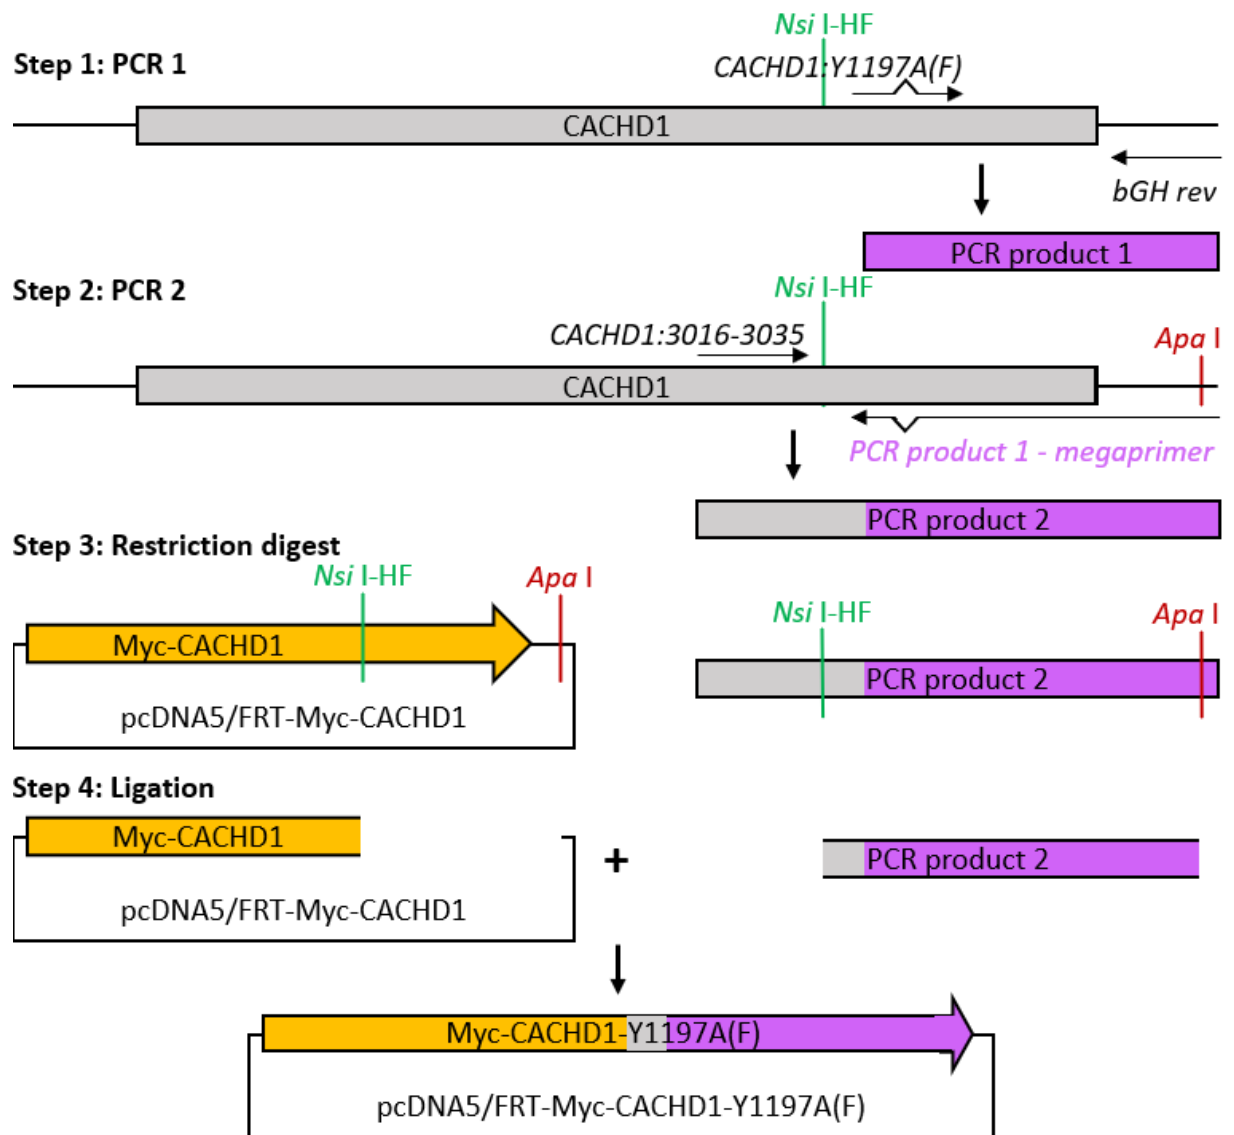 Nsi I-HF
Step 1: PCR 1
CACHD1:Y1197A(F)
CACHD1
bGH rev
PCR product 1
Step 2: PCR 2
Nsi I-HF
CACHD1:3016-3035
Apa I
CACHD1
PCR product 1 - megaprimer
PCR product 2
Step 3: Restriction digest
Nsi I-HF
Apa I
Nsi I-HF
Apa I
Myc-CACHD1
PCR product 2
pcDNA5/FRT-Myc-CACHD1
Step 4: Ligation
Myc-CACHD1
+
PCR product 2
pcDNA5/FRT-Myc-CACHD1
Myc-CACHD1-Y1197A(F)
pcDNA5/FRT-Myc-CACHD1-Y1197A(F)